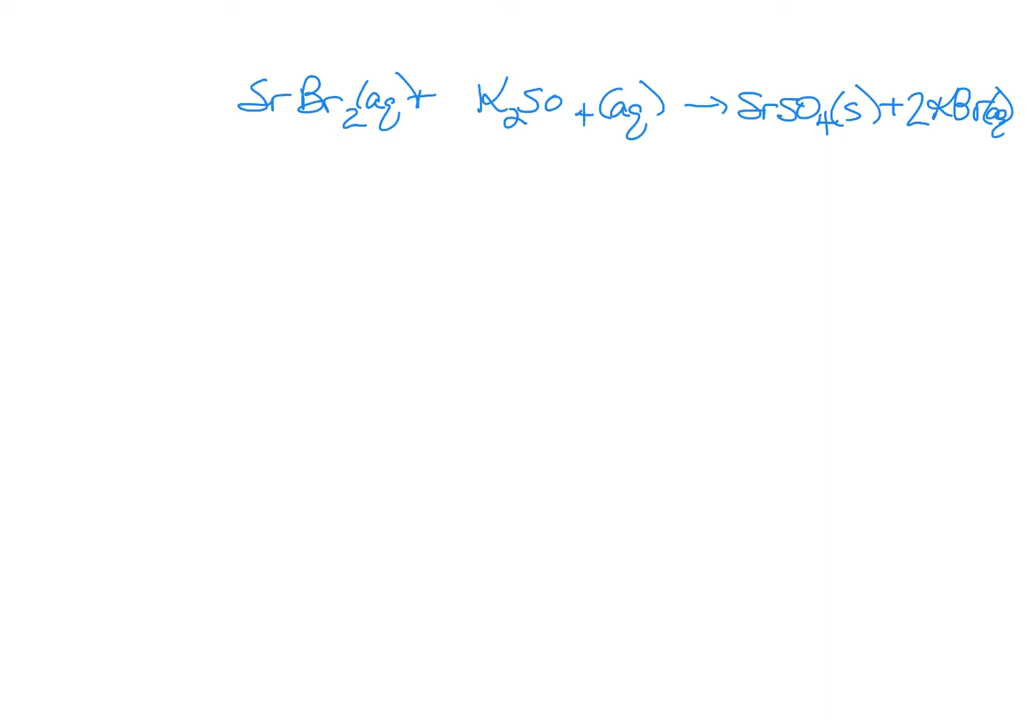 SrBr₂(aq) + K₂SO₄(aq) → SrSO₄(s) + 2KBr(aq)